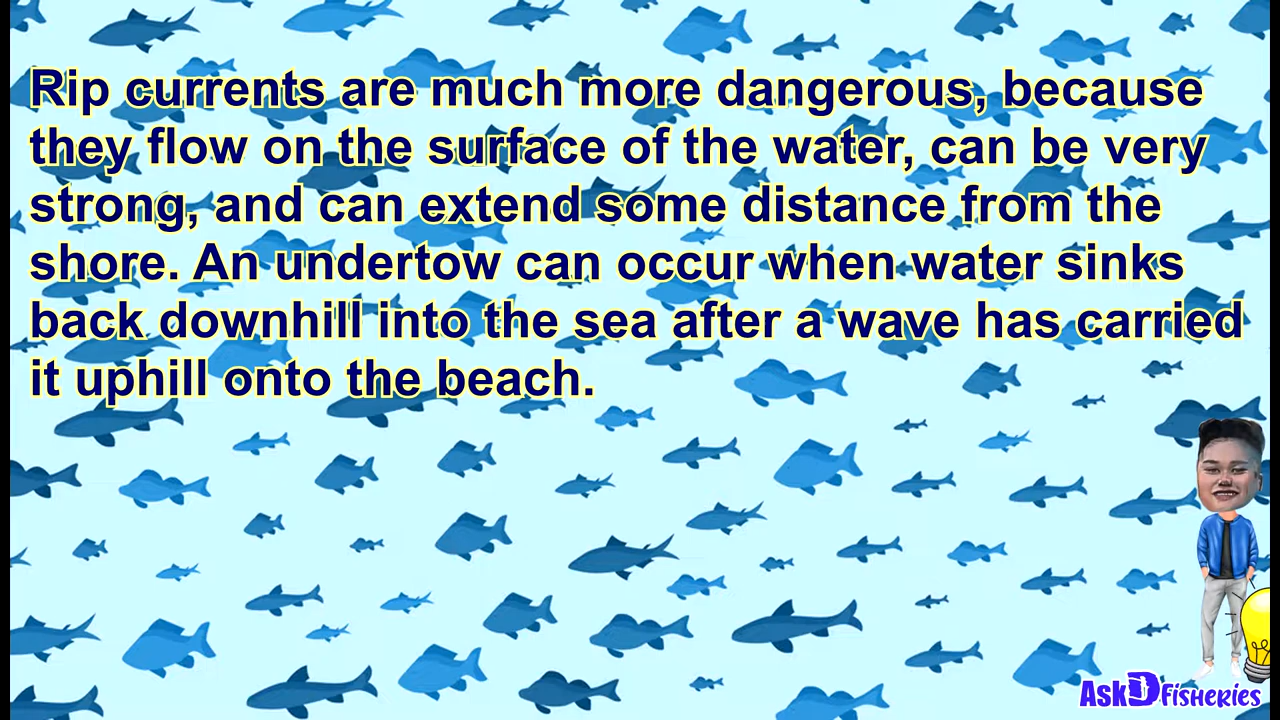 Rip currents are much more dangerous, because
they flow on the surface of the water, can be very
strong, and can extend some distance from the
shore. An undertow can occur when water sinks
back downhill into the sea after a wave has carried
it uphill onto the beach.
AskD Fisheries